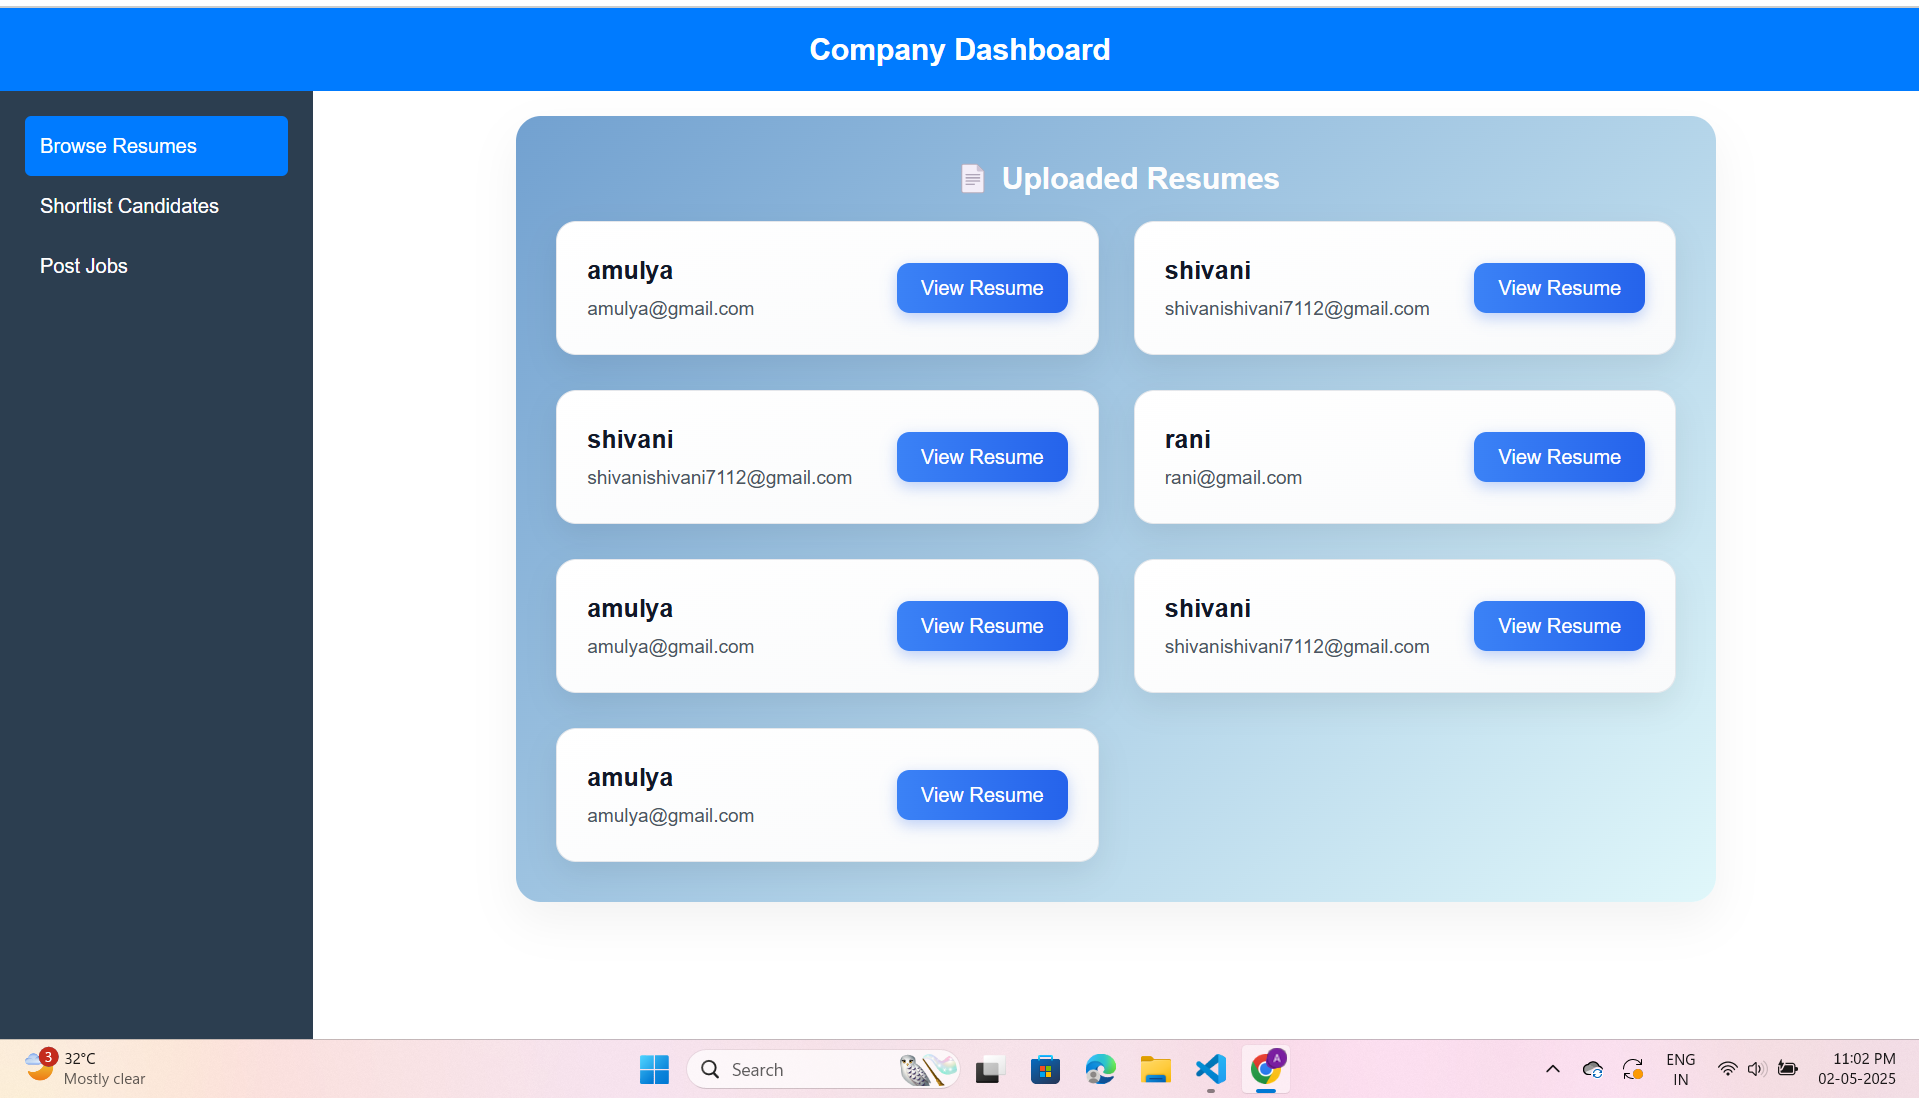 Company Dashboard
Browse Resumes
Shortlist Candidates
Post Jobs
Uploaded Resumes
amulya
amulya@gmail.com
View Resume
shivani
shivanishivani7112@gmail.com
View Resume
shivani
shivanishivani7112@gmail.com
View Resume
rani
rani@gmail.com
View Resume
amulya
amulya@gmail.com
View Resume
shivani
shivanishivani7112@gmail.com
View Resume
amulya
amulya@gmail.com
View Resume
3
32°C
Mostly clear
Search
A
ENG
IN
11:02 PM
02-05-2025